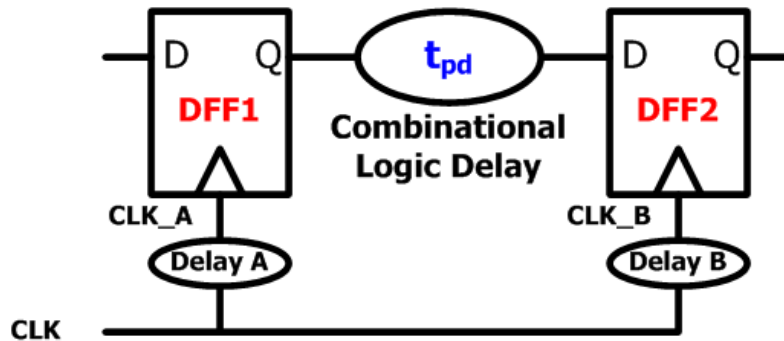 D Q
t_pd
D Q
DFF1
DFF2
Combinational
Logic Delay
CLK_A
CLK_B
Delay A
Delay B
CLK